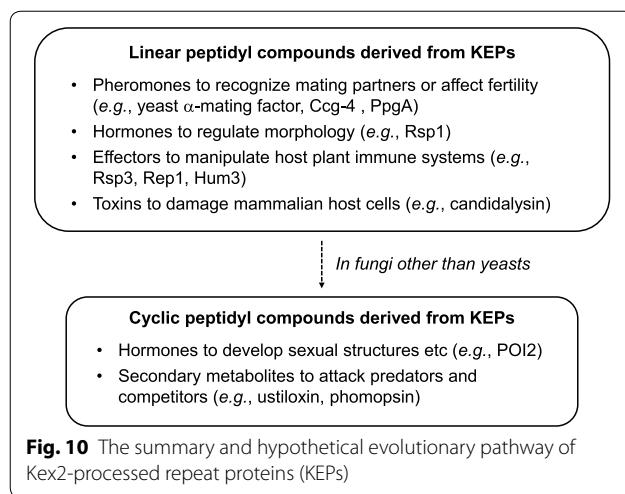 Linear peptidyl compounds derived from KEPs
• Pheromones to recognize mating partners or affect fertility
(e.g., yeast α-mating factor, Ccg-4 , PpgA)
• Hormones to regulate morphology (e.g., Rsp1)
• Effectors to manipulate host plant immune systems (e.g.,
Rsp3, Rep1, Hum3)
• Toxins to damage mammalian host cells (e.g., candalysin)
In fungi other than yeasts
Cyclic peptidyl compounds derived from KEPs
• Hormones to develop sexual structures etc (e.g., POI2)
• Secondary metabolites to attack predators and
competitors (e.g., ustiloxin, phomopsin)
Fig. 10 The summary and hypothetical evolutionary pathway of
Kex2-processed repeat proteins (KEPs)